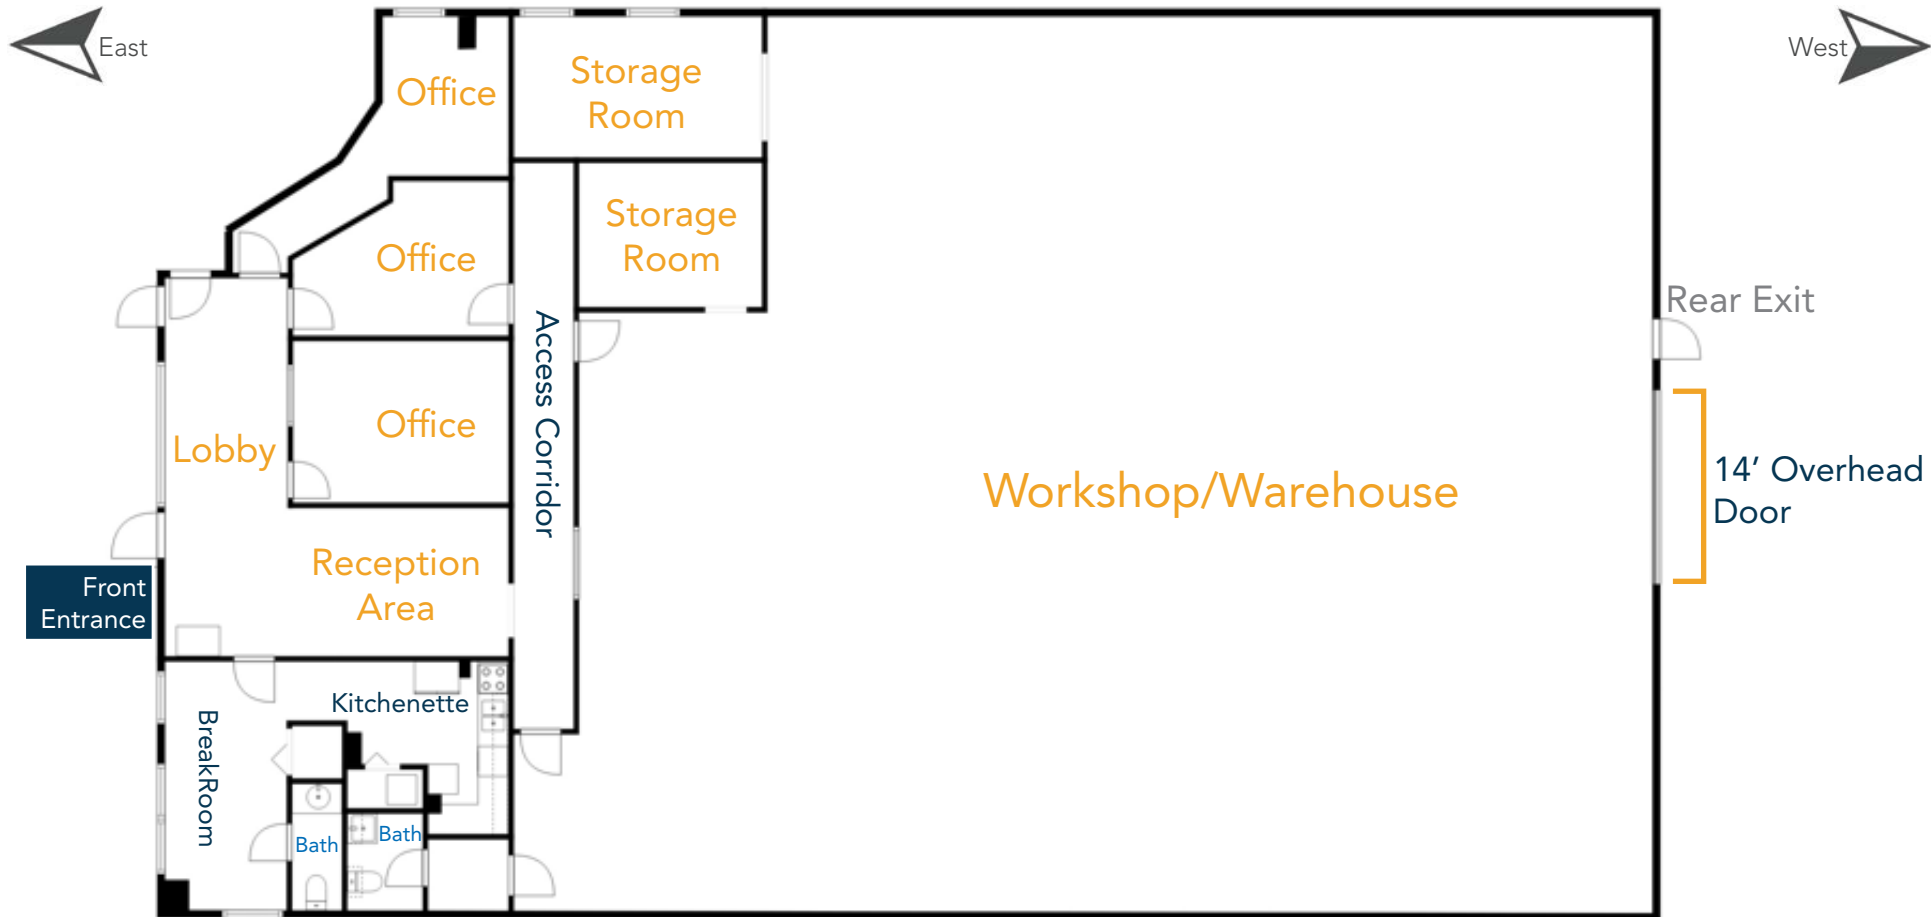 East
West
Office
Storage
Room
Office
Storage
Room
Rear Exit
Access Corridor
Office
Lobby
Workshop/Warehouse
14’ Overhead
Door
Reception
Area
Front
Entrance
Kitchenette
BreakRoom
Bath
Bath